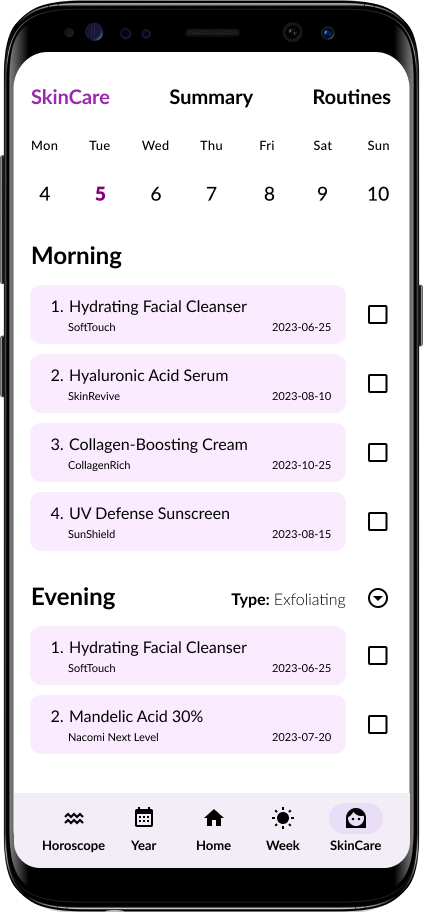 SkinCare Summary Routines
Mon Tue Wed Thu Fri Sat Sun
4 5 6 7 8 9 10
Morning
1. Hydrating Facial Cleanser
SoftTouch 2023-06-25
2. Hyaluronic Acid Serum
SkinRevive 2023-08-10
3. Collagen-Boosting Cream
CollagenRich 2023-10-25
4. UV Defense Sunscreen
SunShield 2023-08-15
Evening Type: Exfoliating
1. Hydrating Facial Cleanser
SoftTouch 2023-06-25
2. Mandelic Acid 30%
Nacomi Next Level 2023-07-20
Horoscope Year Home Week SkinCare